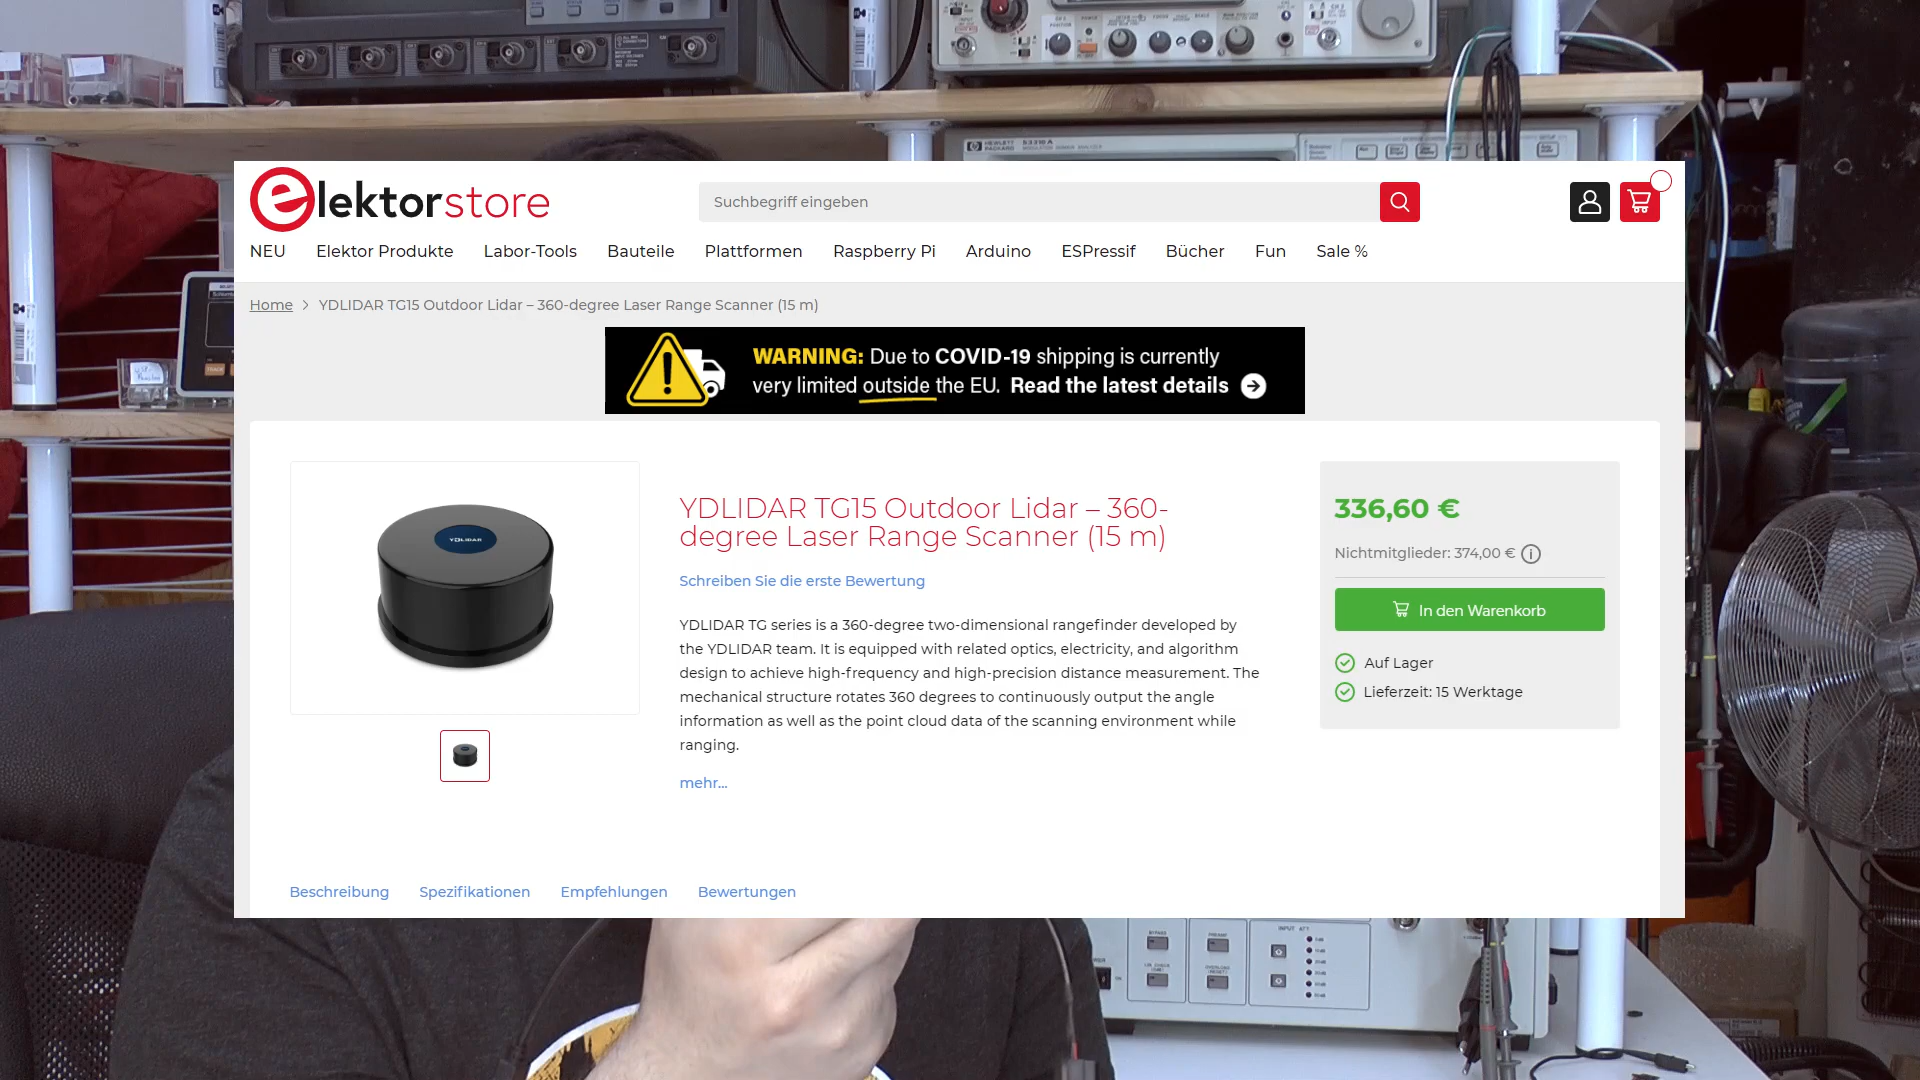 HEWLETT
PACKARD
53310A
elektorstore
Suchbegriff eingeben
NEU
Elektor Produkte
Labor-Tools
Bauteile
Plattformen
Raspberry Pi
Arduino
ESPressif
Bücher
Fun
Sale %
Home
YDLIDAR TG15 Outdoor Lidar – 360-degree Laser Range Scanner (15 m)
WARNING: Due to COVID-19 shipping is currently
very limited outside the EU. Read the latest details
YDLIDAR
YDLIDAR TG15 Outdoor Lidar – 360-
degree Laser Range Scanner (15 m)
Schreiben Sie die erste Bewertung
YDLIDAR TG series is a 360-degree two-dimensional rangefinder developed by
the YDLIDAR team. It is equipped with related optics, electricity, and algorithm
design to achieve high-frequency and high-precision distance measurement. The
mechanical structure rotates 360 degrees to continuously output the angle
information as well as the point cloud data of the scanning environment while
ranging.
mehr...
336,60 €
Nichtmitglieder: 374,00 €
In den Warenkorb
Auf Lager
Lieferzeit: 15 Werktage
Beschreibung
Spezifikationen
Empfehlungen
Bewertungen
INPUT ATT